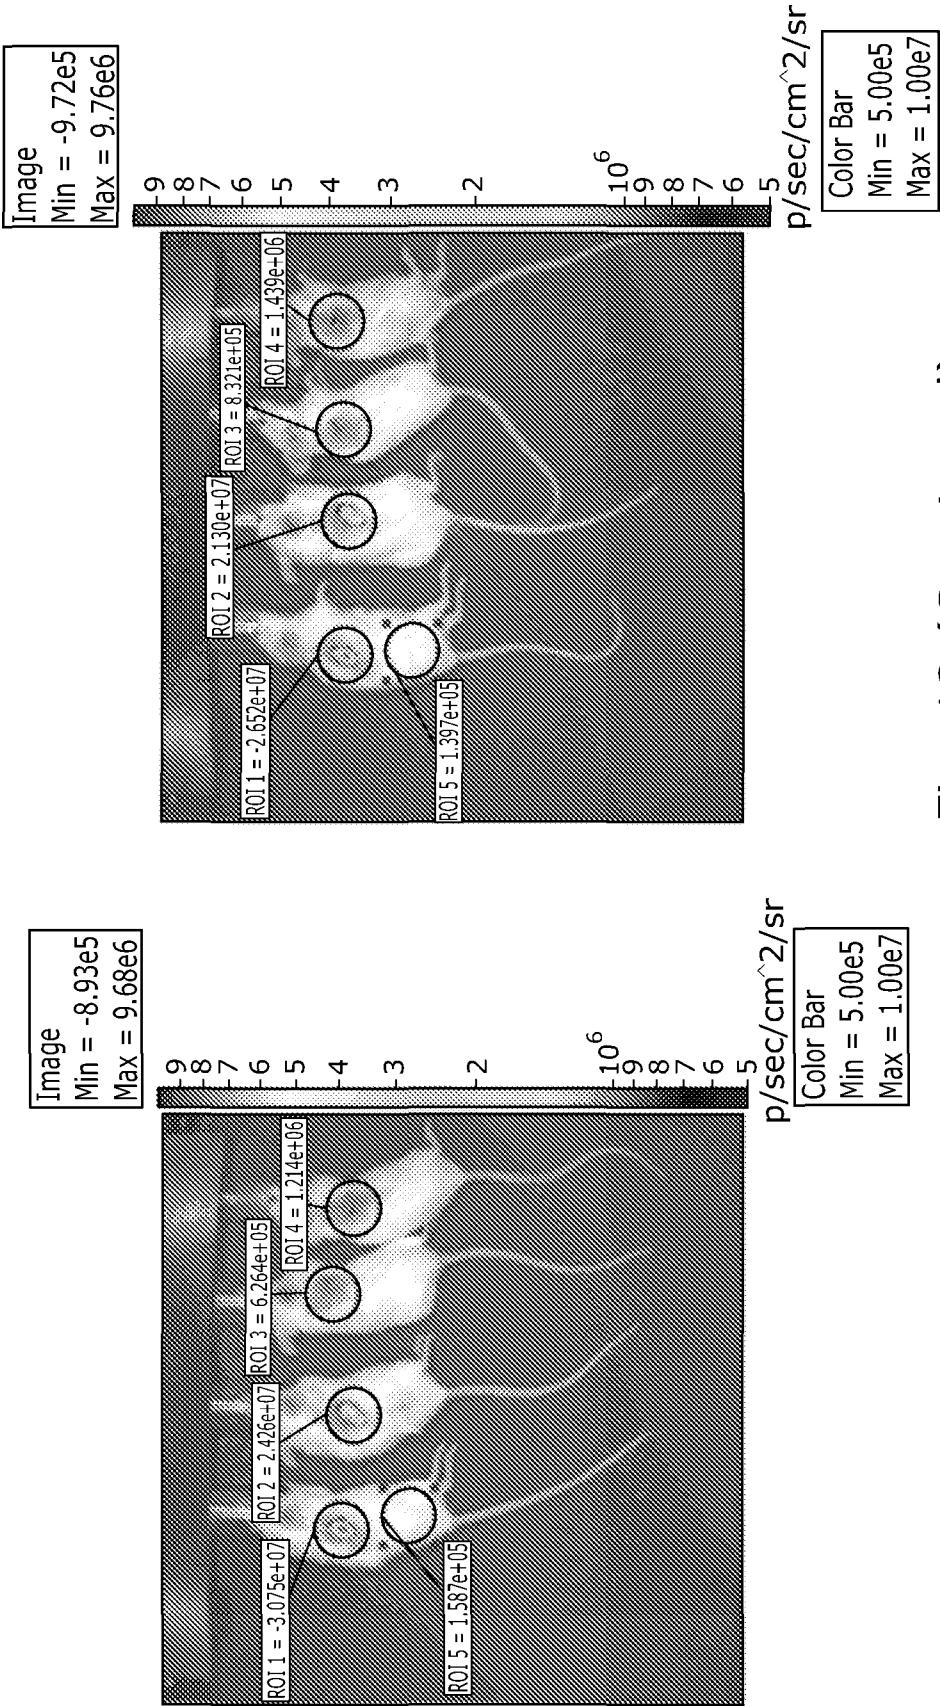 Image
Min = -8.93e5
Max = 9.68e6
ROI 1 = -3.075e+07
ROI 2 = 2.426e+07
ROI 3 = 6.264e+05
ROI 4 = 1.214e+06
ROI 5 = 1.587e+05
9
8
7
6
5
4
3
2
10^6
9
8
7
6
5
p/sec/cm^2/sr
Color Bar
Min = 5.00e5
Max = 1.00e7
Image
Min = -9.72e5
Max = 9.76e6
ROI 1 = -2.652e+07
ROI 2 = 2.130e+07
ROI 3 = 8.321e+05
ROI 4 = 1.439e+06
ROI 5 = 1.397e+05
9
8
7
6
5
4
3
2
10^6
9
8
7
6
5
p/sec/cm^2/sr
Color Bar
Min = 5.00e5
Max = 1.00e7